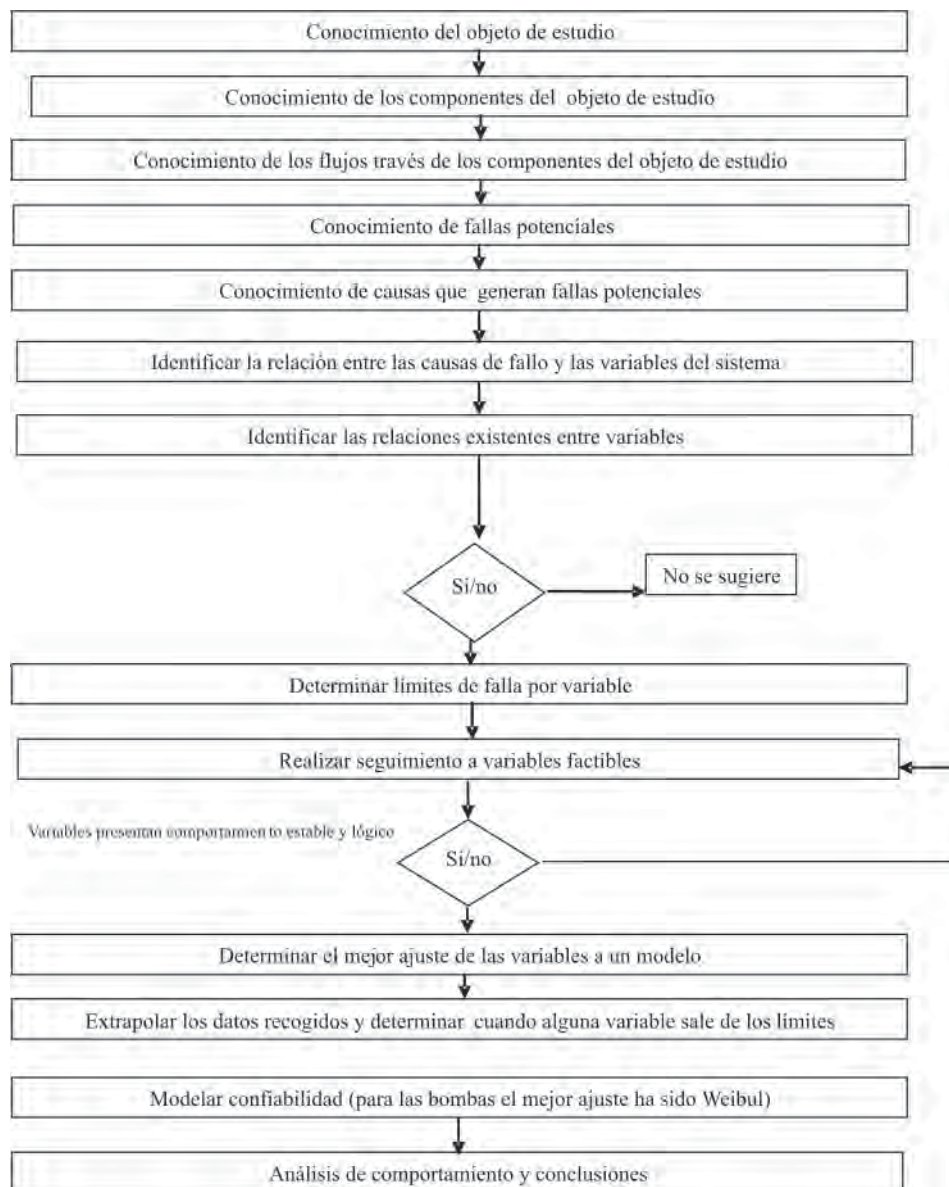 Conocimiento del objeto de estudio
Conocimiento de los componentes del objeto de estudio
Conocimiento de los flujos través de los componentes del objeto de estudio
Conocimiento de fallas potenciales
Conocimiento de causas que generan fallas potenciales
Identificar la relación entre las causas de fallo y las variables del sistema
Identificar las relaciones existentes entre variables
Si/no
No se sugiere
Determinar límites de falla por variable
Realizar seguimiento a variables factibles
Variables presentan comportamento estable y lógico
Si/no
Determinar el mejor ajuste de las variables a un modelo
Extrapolar los datos recogidos y determinar cuando alguna variable sale de los límites
Modelar confiabilidad (para las bombas el mejor ajuste ha sido Weibul)
Análisis de comportamiento y conclusiones